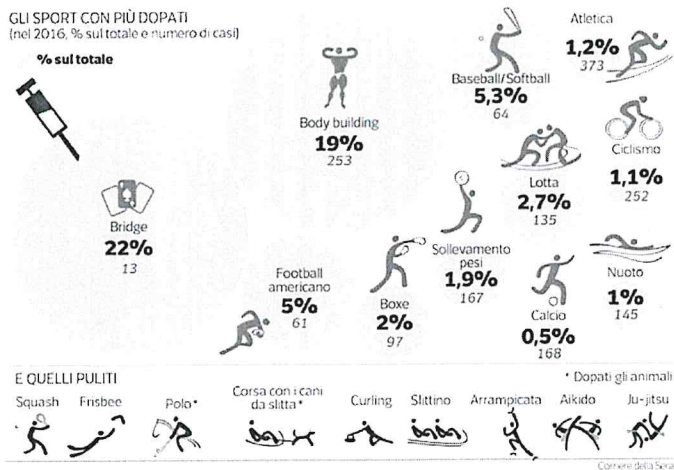 GLI SPORT CON PIÙ DOPATI
(nel 2016, % sul totale e numero di casi)
% sul totale
Bridge
22%
13
Body building
19%
253
Baseball/Softball
5,3%
64
Football
americano
5%
61
Lotta
2,7%
135
Boxe
2%
97
Sollevamento
pesi
1,9%
167
Atletica
1,2%
373
Ciclismo
1,1%
252
Nuoto
1%
145
Calcio
0,5%
168
E QUELLI PULITI
* Dopati gli animali
Squash
Frisbee
Polo*
Corsa con i cani
da slitta*
Curling
Slittino
Arrampicata
Aikido
Ju-jitsu
Corriere della Sera